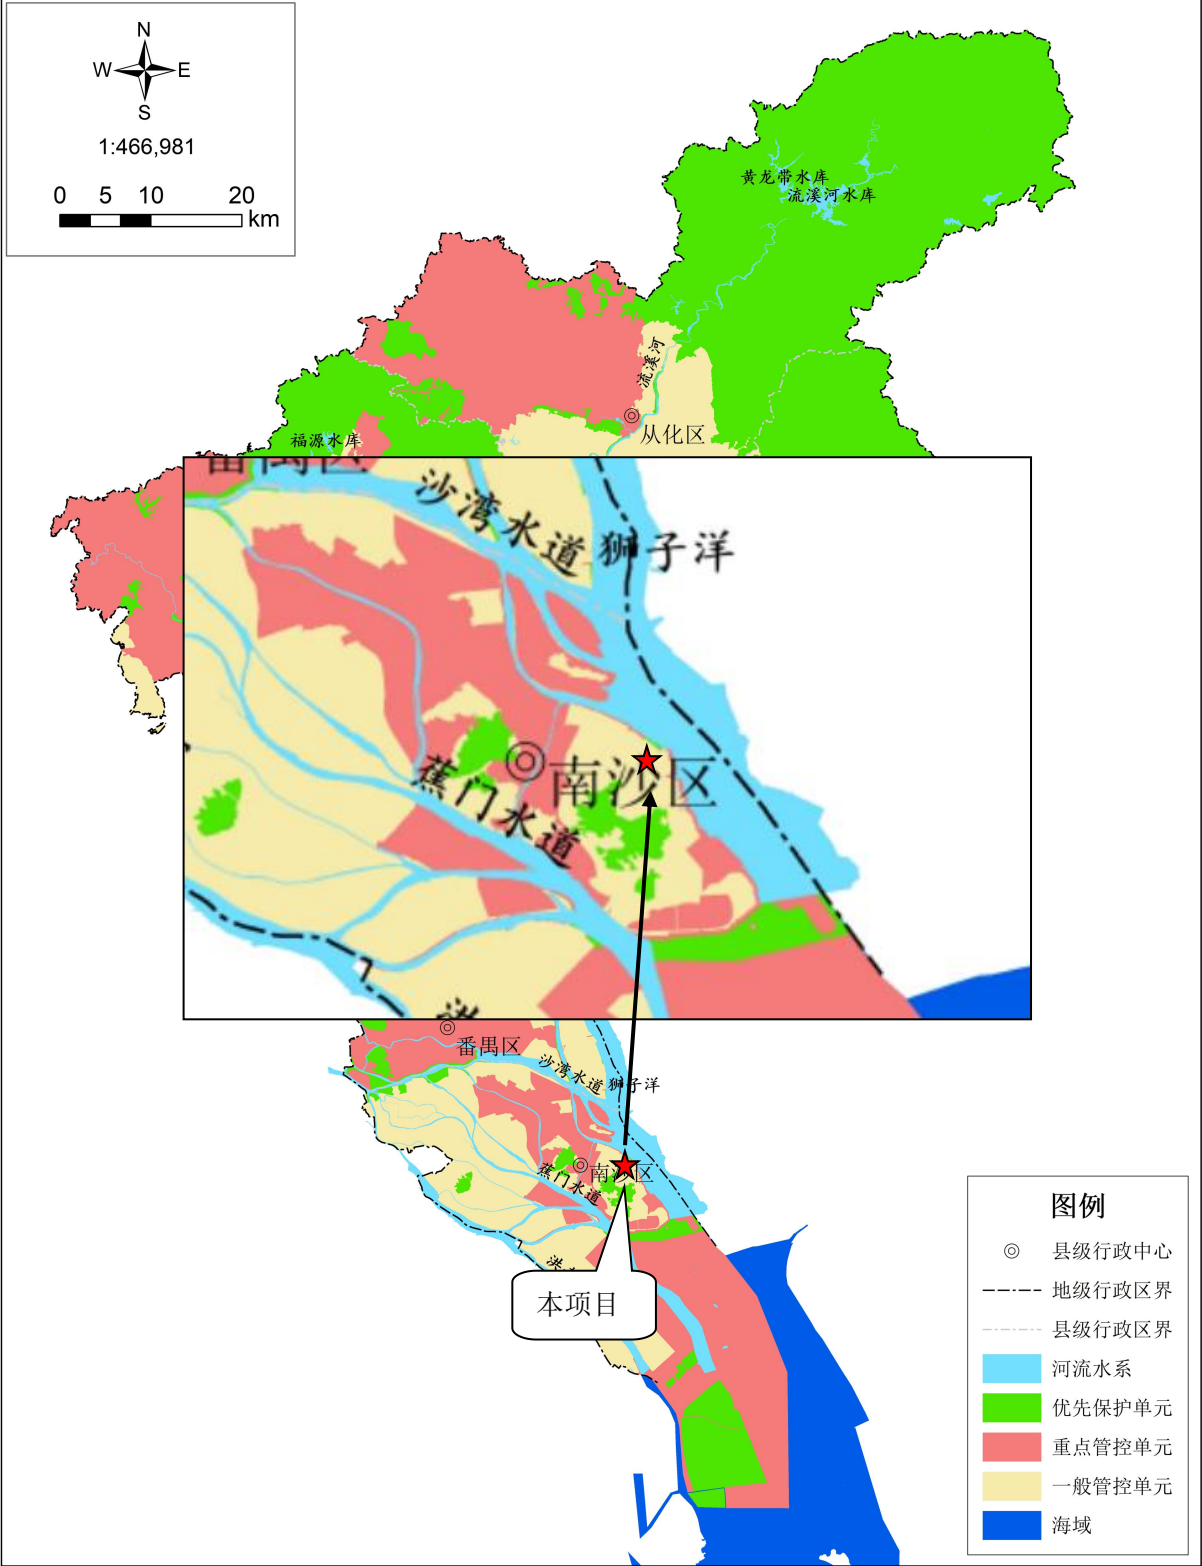 N
W E
S
1:466,981
0 5 10 20
km
黄龙带水库
流溪河水库
流溪河
从化区
福源水库
番禺区
沙湾水道
狮子洋
南沙区
蕉门水道
番禺区
沙湾水道
狮子洋
南沙区
蕉门水道
本项目
图例
县级行政中心
地级行政区界
县级行政区界
河流水系
优先保护单元
重点管控单元
一般管控单元
海域